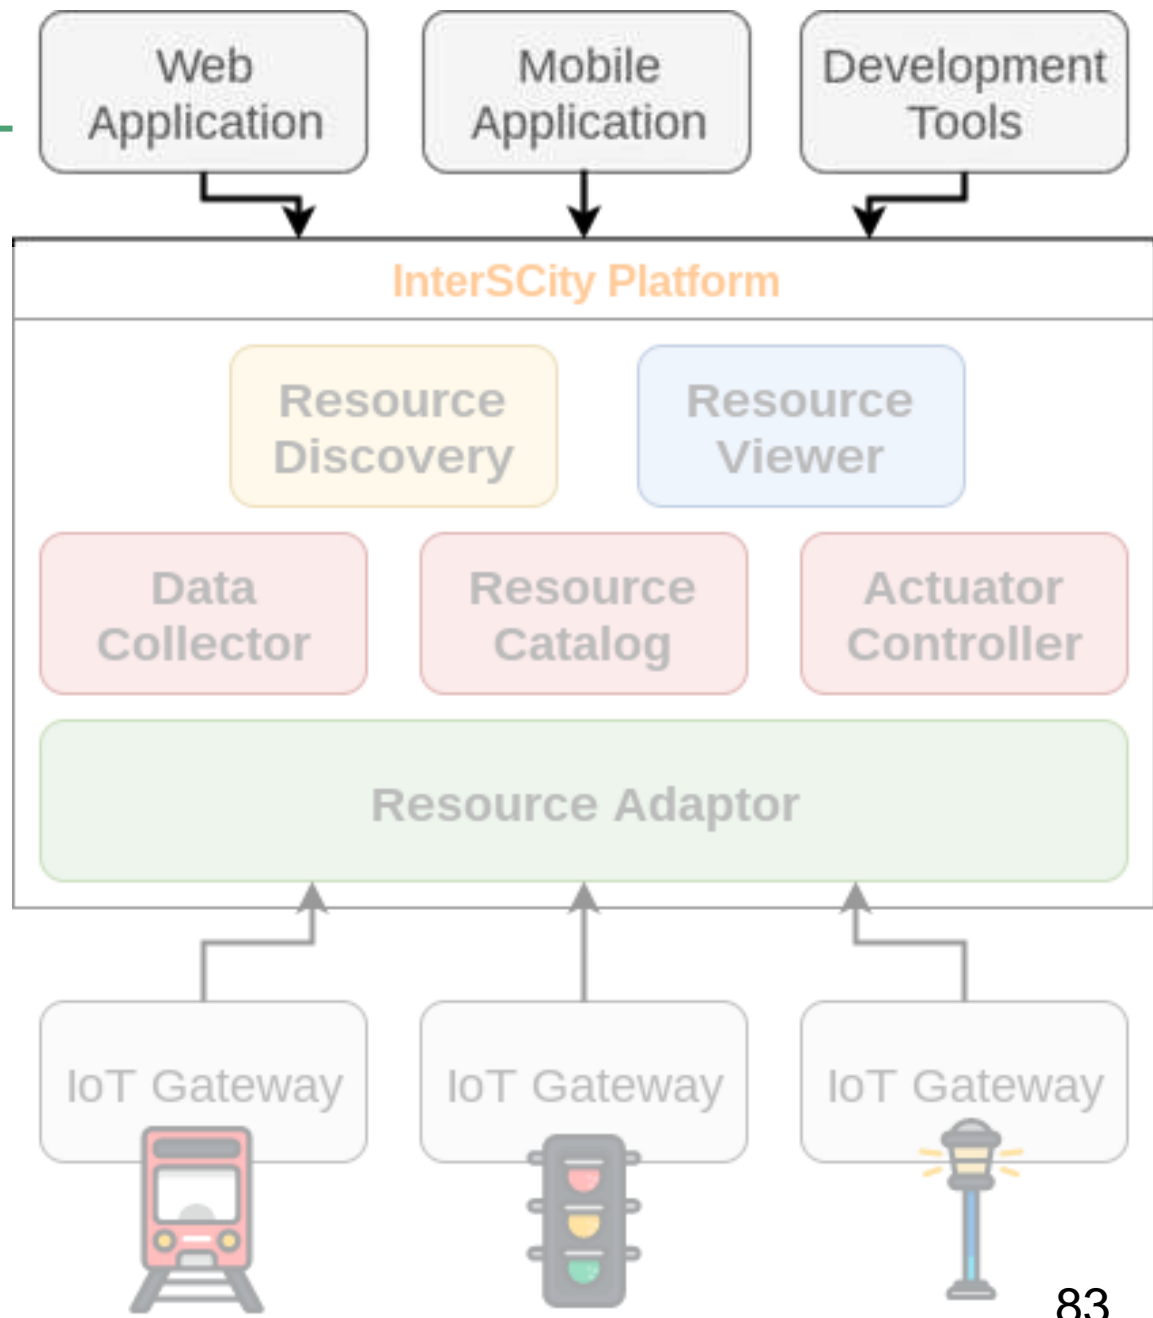 Web
Application
Mobile
Application
Development
Tools
InterSCity Platform
Resource
Discovery
Resource
Viewer
Data
Collector
Resource
Catalog
Actuator
Controller
Resource Adaptor
IoT Gateway
IoT Gateway
IoT Gateway
83